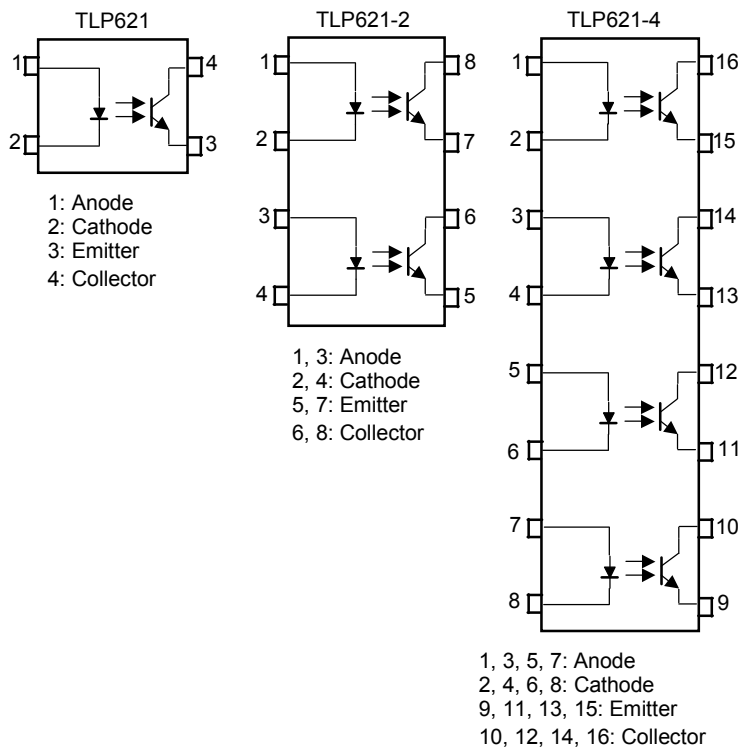 TLP621
1
4
2
3
1: Anode
2: Cathode
3: Emitter
4: Collector
TLP621-2
1
8
2
7
3
6
4
5
1, 3: Anode
2, 4: Cathode
5, 7: Emitter
6, 8: Collector
TLP621-4
1
16
2
15
3
14
4
13
5
12
6
11
7
10
8
9
1, 3, 5, 7: Anode
2, 4, 6, 8: Cathode
9, 11, 13, 15: Emitter
10, 12, 14, 16: Collector